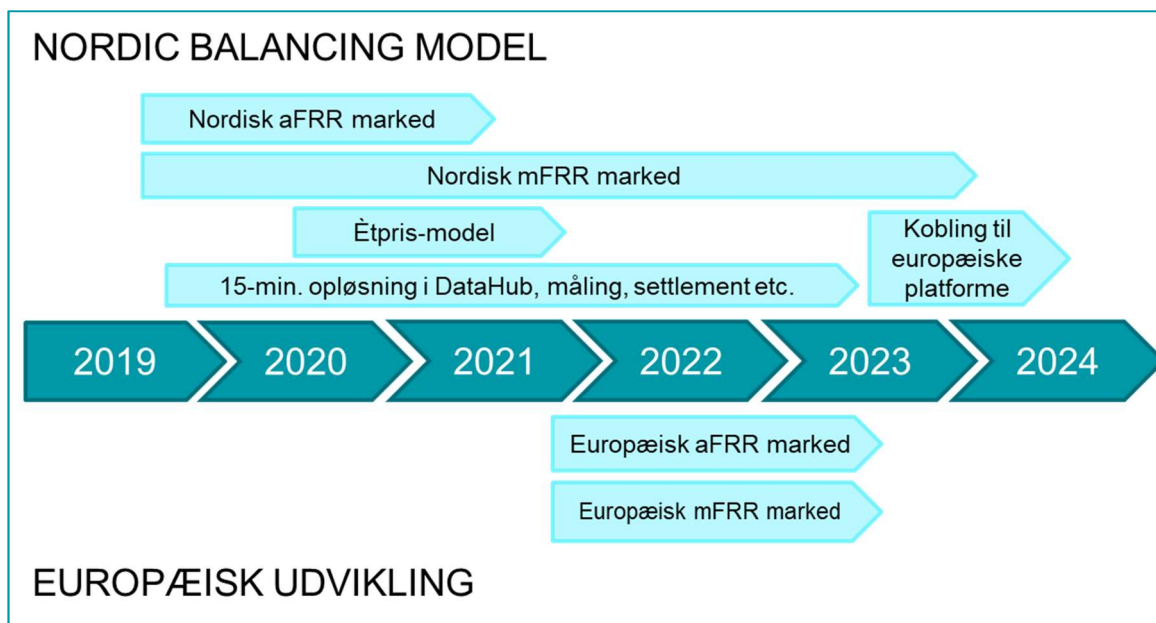 NORDIC BALANCING MODEL
Nordisk aFRR marked
Nordisk mFRR marked
Ètpris-model
Kobling til
europæiske
platforme
15-min. opløsning i DataHub, måling, settlement etc.
2019
2020
2021
2022
2023
2024
Europæisk aFRR marked
Europæisk mFRR marked
EUROPÆISK UDVIKLING